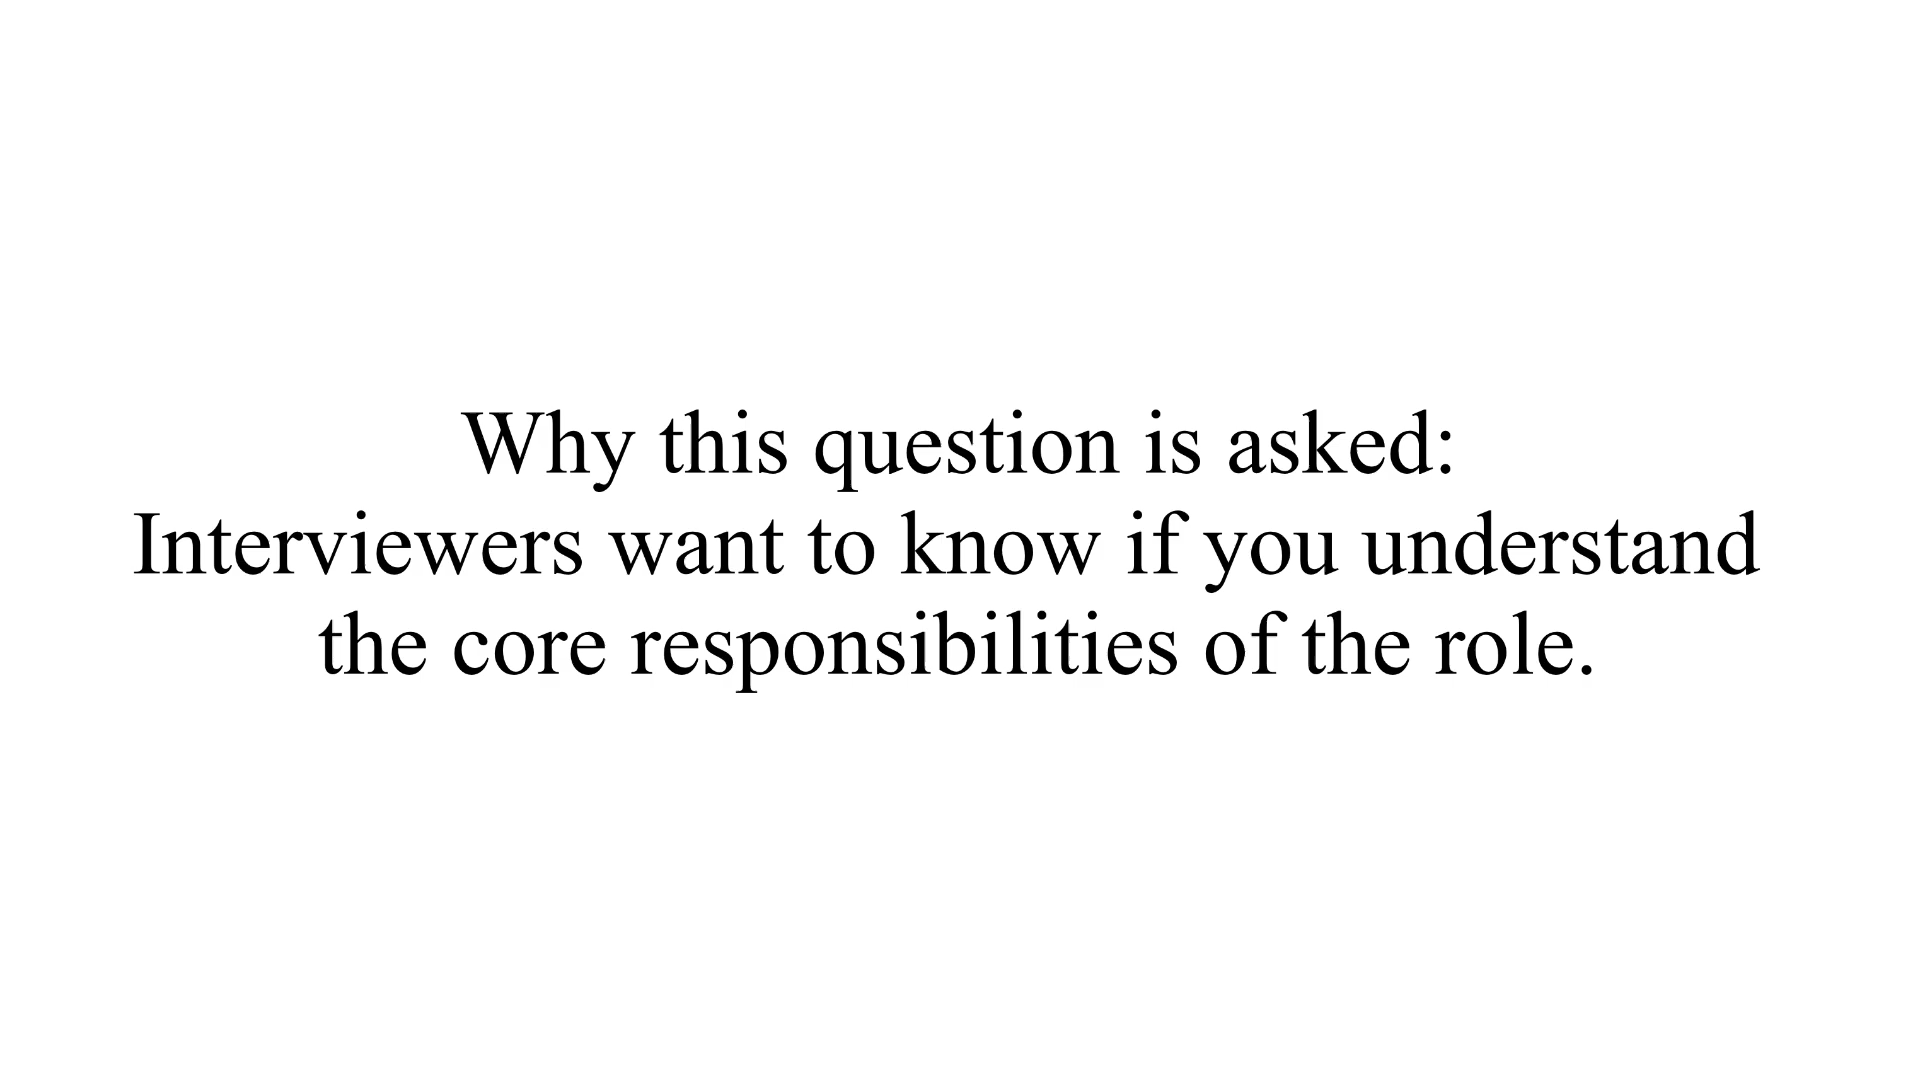 Why this question is asked:
Interviewers want to know if you understand
the core responsibilities of the role.